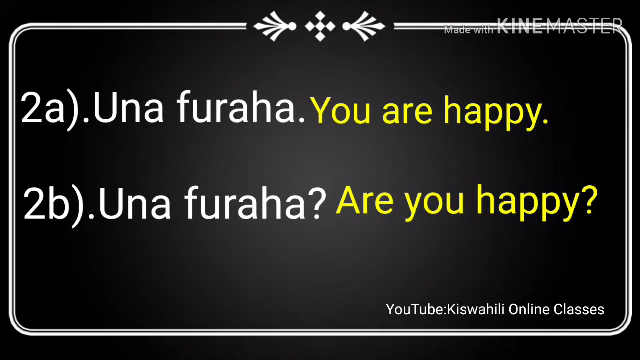 Made with KINEMASTER
2a).Una furaha. You are happy.
2b).Una furaha? Are you happy?
YouTube:Kiswahili Online Classes